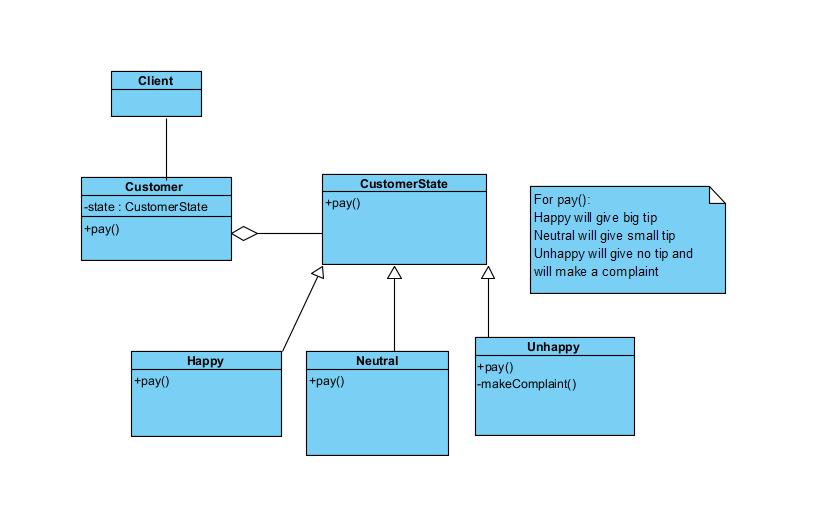 Client
Customer
-state : CustomerState
+pay()
CustomerState
+pay()
For pay():
Happy will give big tip
Neutral will give small tip
Unhappy will give no tip and
will make a complaint
Happy
+pay()
Neutral
+pay()
Unhappy
+pay()
-makeComplaint()